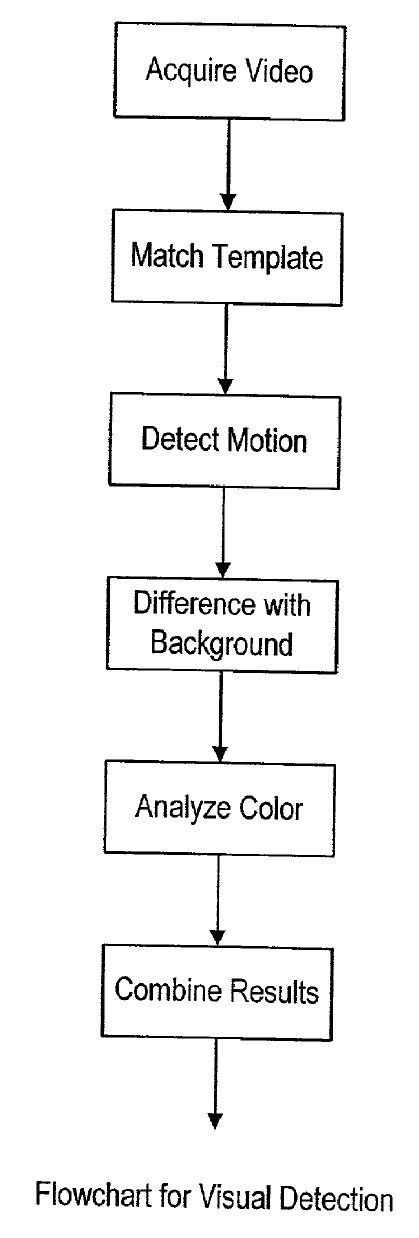 Acquire Video
Match Template
Detect Motion
Difference with
Background
Analyze Color
Combine Results
Flowchart for Visual Detection